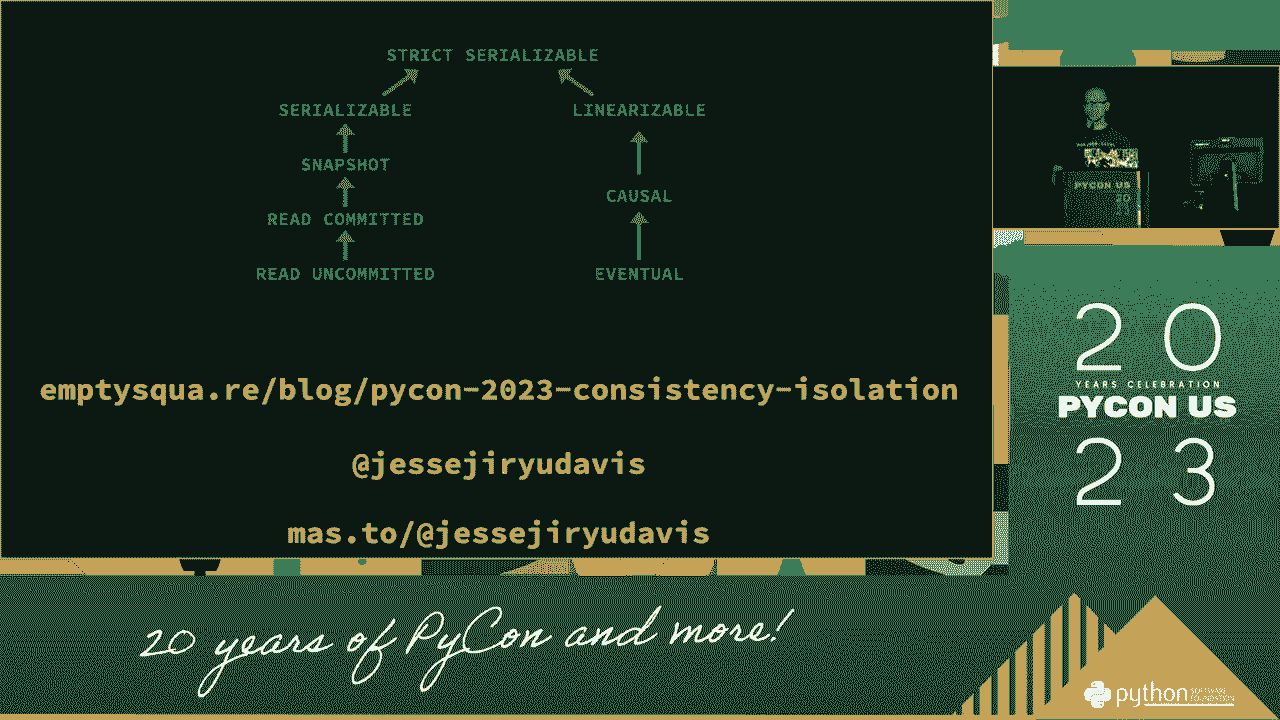 STRICT SERIALIZABLE
SERIALIZABLE
LINEARIZABLE
SNAPSHOT
CAUSAL
READ COMMITTED
READ UNCOMMITTED
EVENTUAL
emptysqua.re/blog/pycon-2023-consistency-isolation
@jessejiryudavis
mas.to/@jessejiryudavis
PYCON US
20
20
YEARS CELEBRATION
PYCON US
23
20 years of PyCon and more!
python
SOFTWARE
FOUNDATION